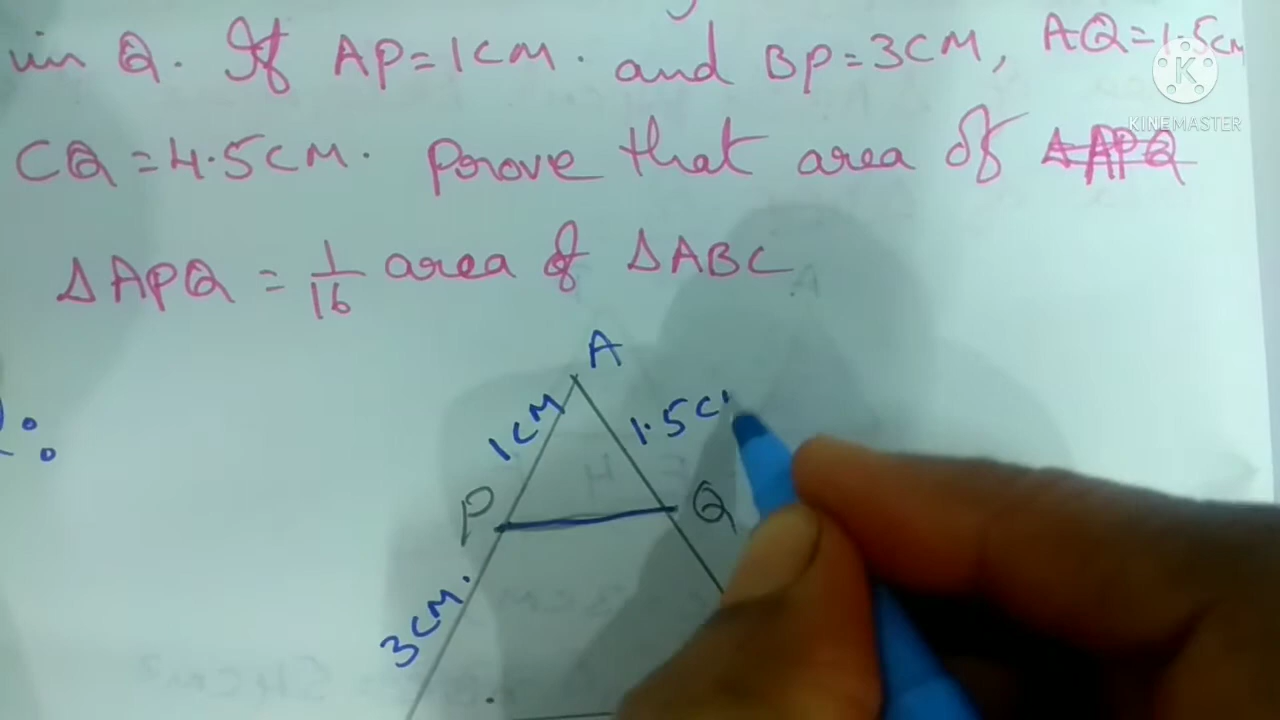 in Q. If AP=1CM. and BP=3CM, AQ=1.5CM
K
KINEMASTER
CQ=4.5CM. Prove that area of ΔAPQ
ΔAPQ = 1/16 area of ΔABC
A
1CM
1.5C
P
Q
3CM.